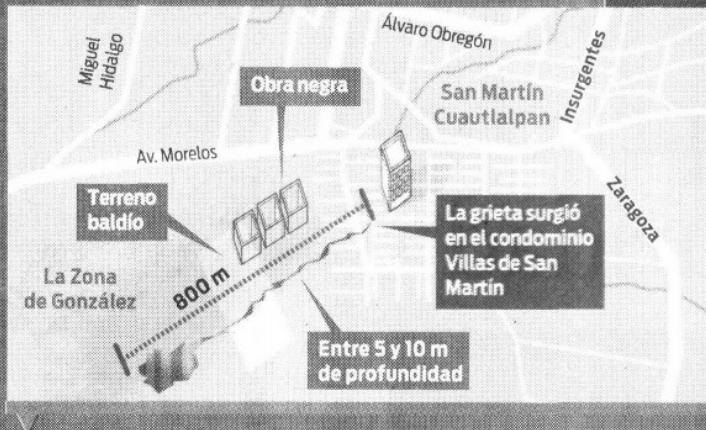 Miguel
Hidalgo
Álvaro Obregón
Insurgentes
Obra negra
San Martín
Cuautlalpan
Av. Morelos
Zaragoza
Terreno
baldío
La grieta surgió
en el condominio
Villas de San
Martín
La Zona
de González
800 m
Entre 5 y 10 m
de profundidad